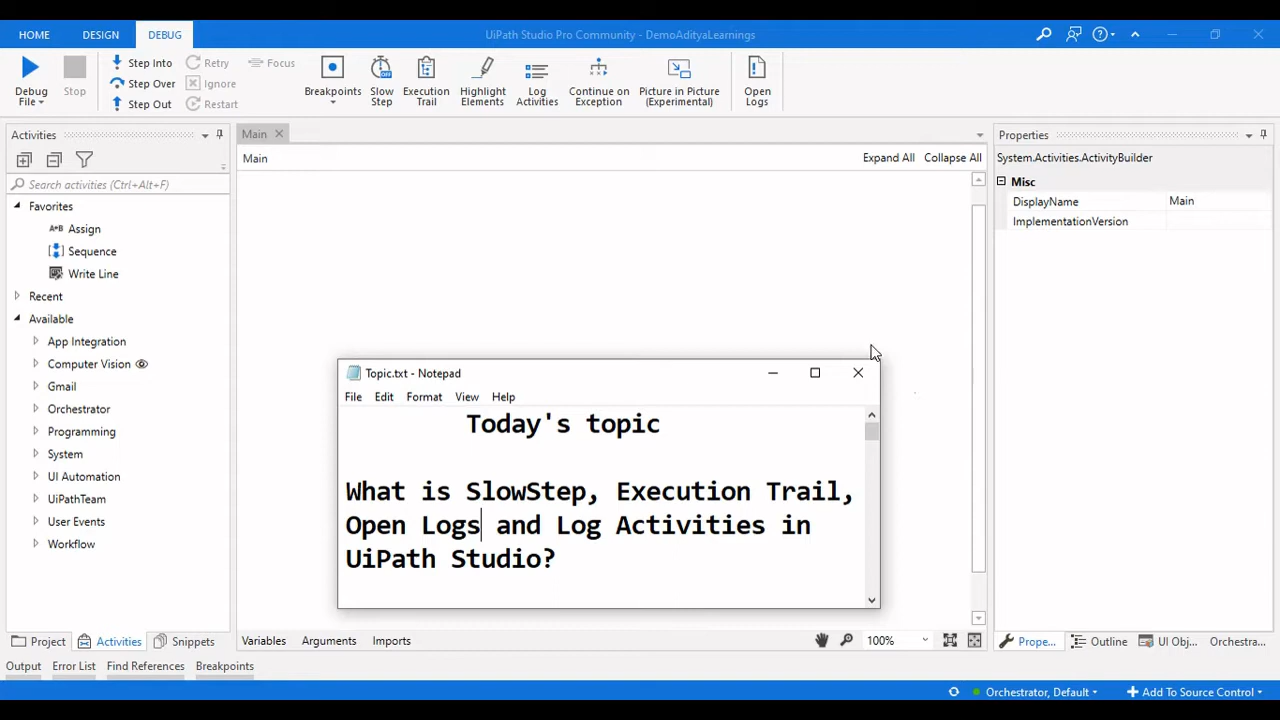 HOME DESIGN DEBUG UiPath Studio Pro Community - DemoAdityaLearnings
Debug File
Stop
Step Into
Step Over
Step Out
Retry
Ignore
Restart
Focus
Breakpoints
Slow Step
Execution Trail
Highlight Elements
Log Activities
Continue on Exception
Picture in Picture (Experimental)
Open Logs
Activities
Search activities (Ctrl+Alt+F)
Favorites
A+B Assign
Sequence
Write Line
Recent
Available
App Integration
Computer Vision
Gmail
Orchestrator
Programming
System
UI Automation
UiPathTeam
User Events
Workflow
Project Activities Snippets
Main
Main Expand All Collapse All
Topic.txt - Notepad
File Edit Format View Help
Today's topic
What is SlowStep, Execution Trail,
Open Logs and Log Activities in
UiPath Studio?
Variables Arguments Imports 100%
Properties
System.Activities.ActivityBuilder
Misc
DisplayName Main
ImplementationVersion
Prope... Outline UI Obj... Orchestra...
Output Error List Find References Breakpoints
Orchestrator, Default Add To Source Control